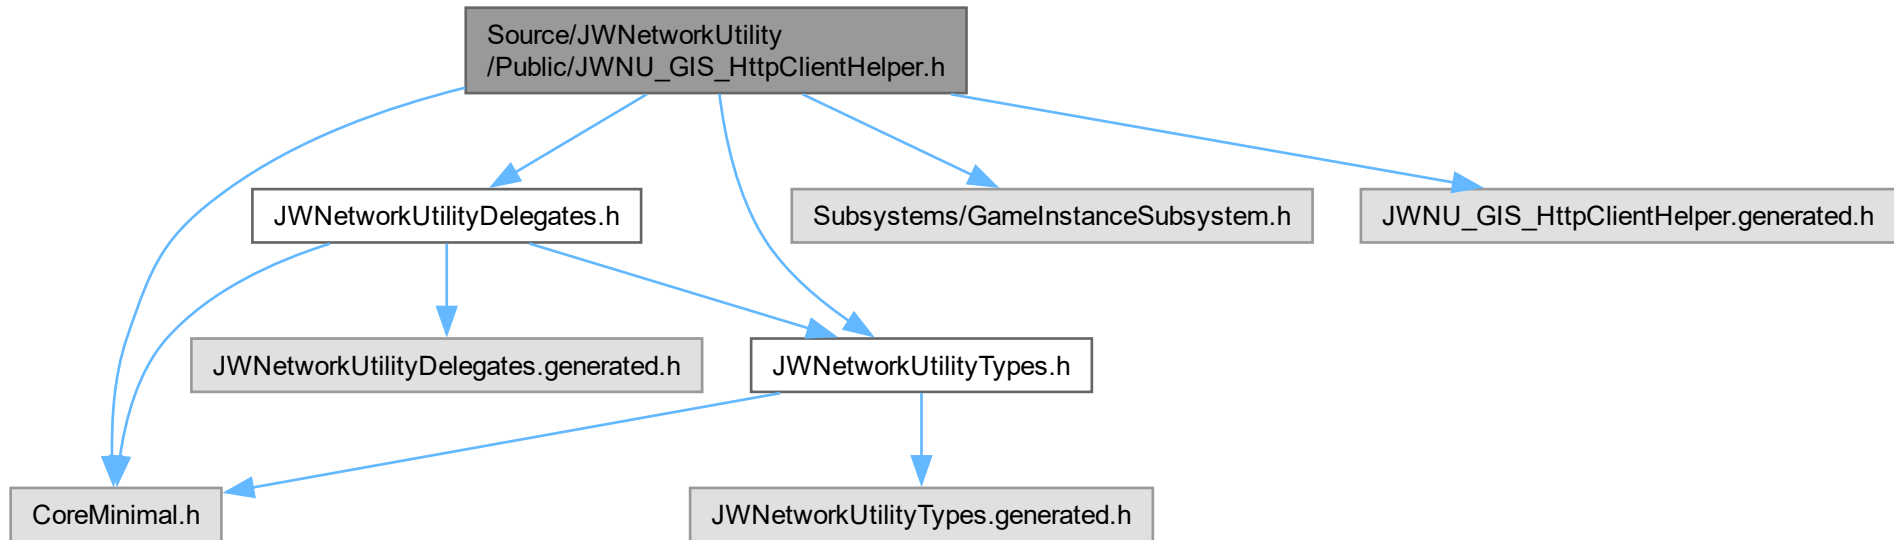 Source/JWNetworkUtility
/Public/JWNU_GIS_HttpClientHelper.h
JWNetworkUtilityDelegates.h
Subsystems/GameInstanceSubsystem.h
JWNU_GIS_HttpClientHelper.generated.h
JWNetworkUtilityDelegates.generated.h
JWNetworkUtilityTypes.h
CoreMinimal.h
JWNetworkUtilityTypes.generated.h